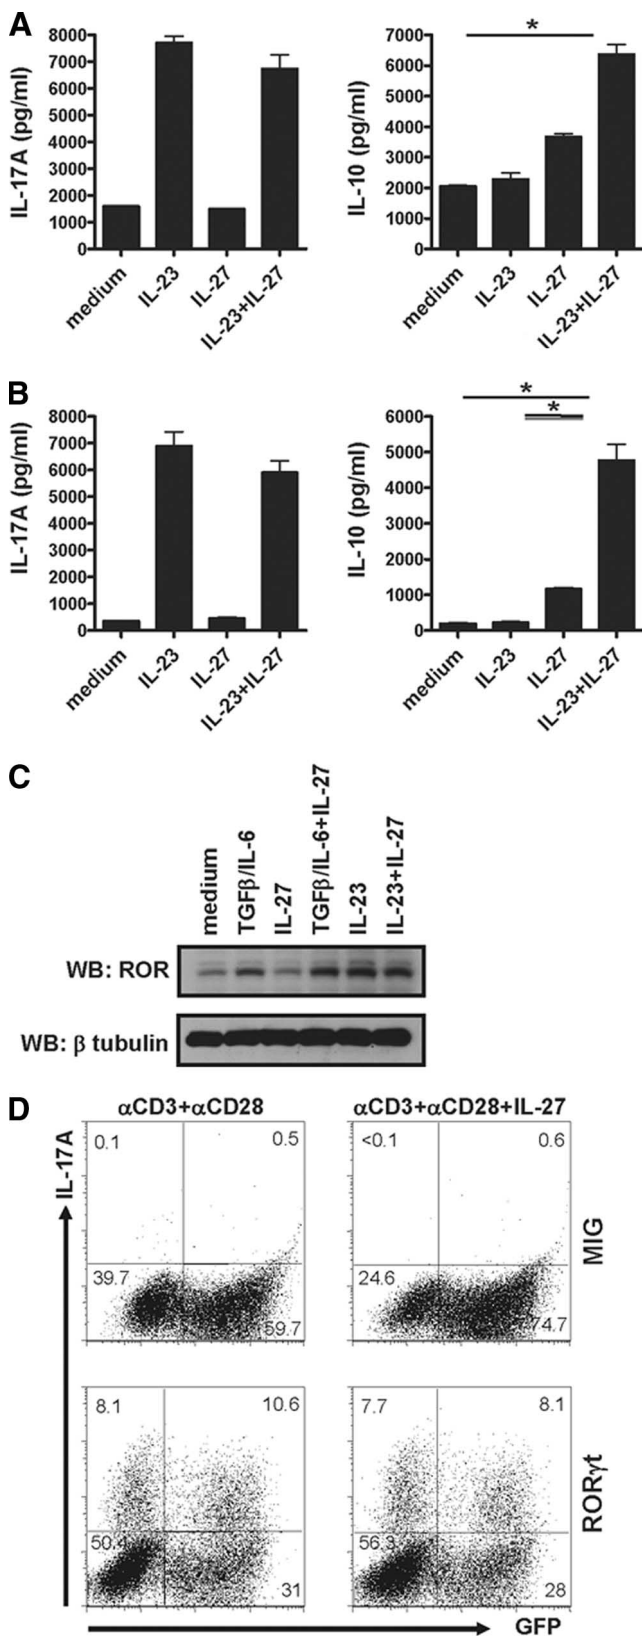 A
IL-17A (pg/ml)
8000
7000
6000
5000
4000
3000
2000
1000
0
medium
IL-23
IL-27
IL-23+IL-27
IL-10 (pg/ml)
7000
6000
5000
4000
3000
2000
1000
0
*
medium
IL-23
IL-27
IL-23+IL-27
B
IL-17A (pg/ml)
8000
7000
6000
5000
4000
3000
2000
1000
0
medium
IL-23
IL-27
IL-23+IL-27
IL-10 (pg/ml)
6000
5000
4000
3000
2000
1000
0
*
*
medium
IL-23
IL-27
IL-23+IL-27
C
medium
TGFβ/IL-6
IL-27
TGFβ/IL-6+IL-27
IL-23
IL-23+IL-27
WB: ROR
WB: β tubulin
D
αCD3+αCD28
αCD3+αCD28+IL-27
IL-17A
0.1
0.5
39.7
59.7
<0.1
0.6
24.6
74.7
MIG
8.1
10.6
50.4
31
7.7
8.1
56.3
28
RORγt
GFP